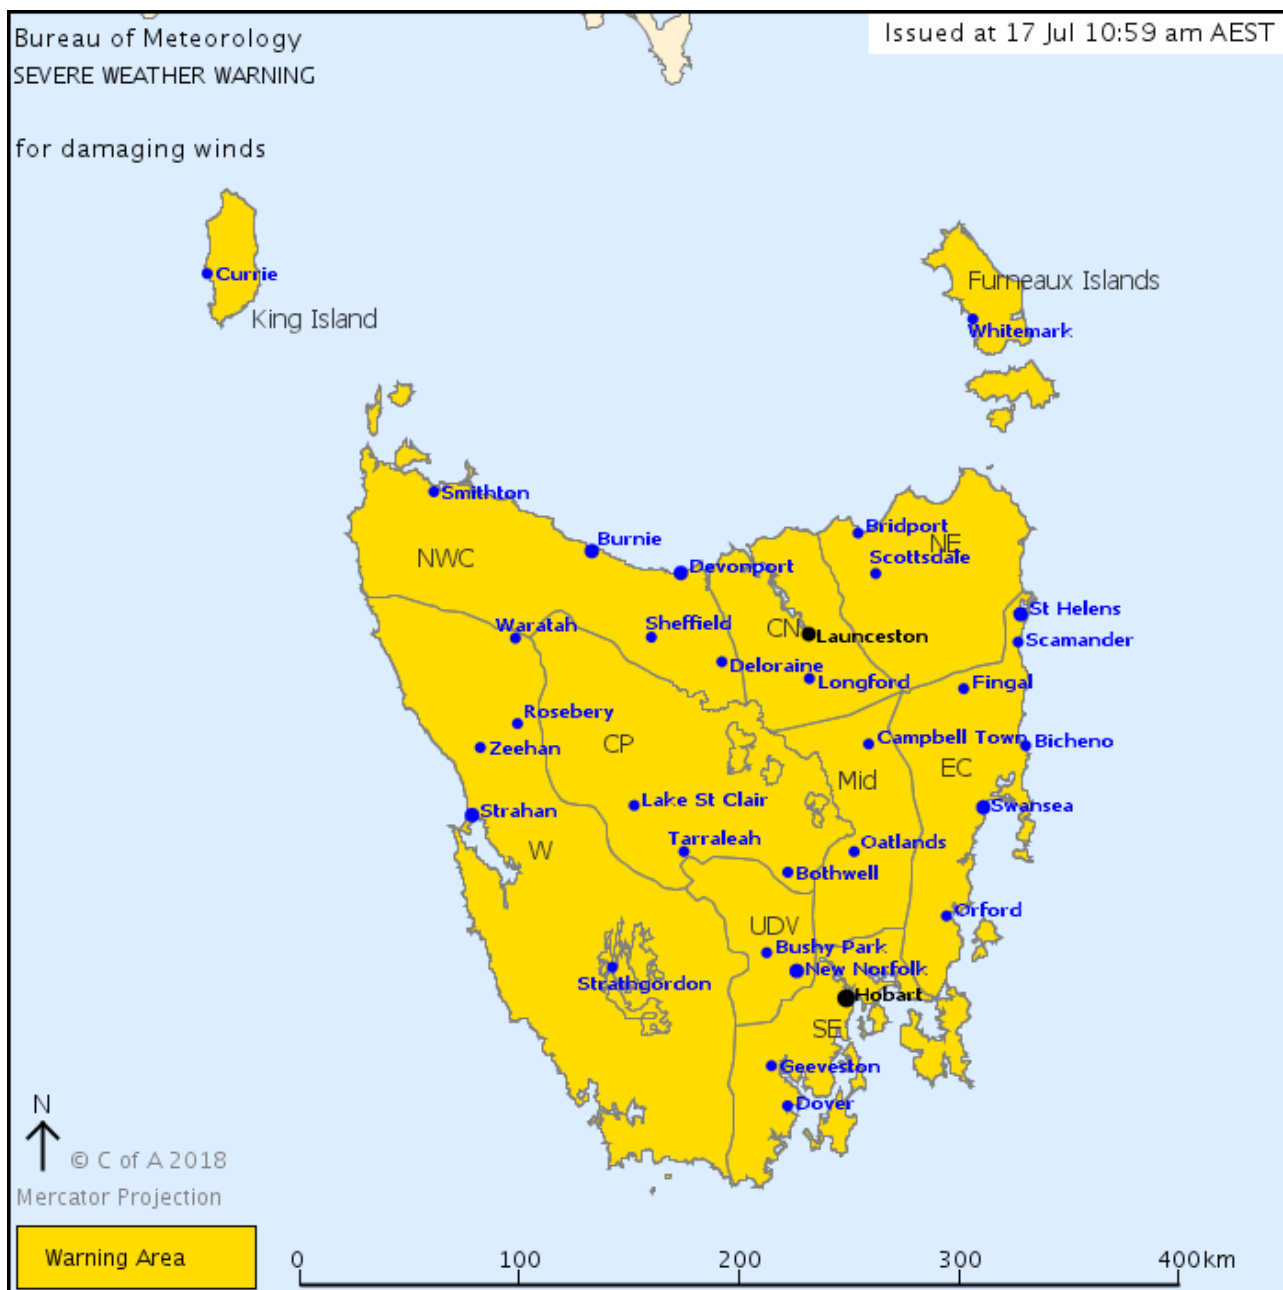 Bureau of Meteorology
Issued at 17 Jul 10:59 am AEST
SEVERE WEATHER WARNING
for damaging winds
Currie
King Island
Furneaux Islands
Whitemark
Smithton
Burnie
NWC
Devonport
Bridport
NE
Scottsdale
St Helens
Waratah
Sheffield
CN
Launceston
Scamander
Deloraine
Longford
Fingal
Rosebery
Zeehan
CP
Campbell Town
Bicheno
EC
Mid
Lake St Clair
Swansea
Strahan
W
Tarraleah
Oatlands
Bothwell
Orford
UDV
Bushy Park
New Norfolk
Strathgordon
Hobart
SE
Geeveston
Dover
N
© C of A 2018
Mercator Projection
Warning Area
0 100 200 300 400km